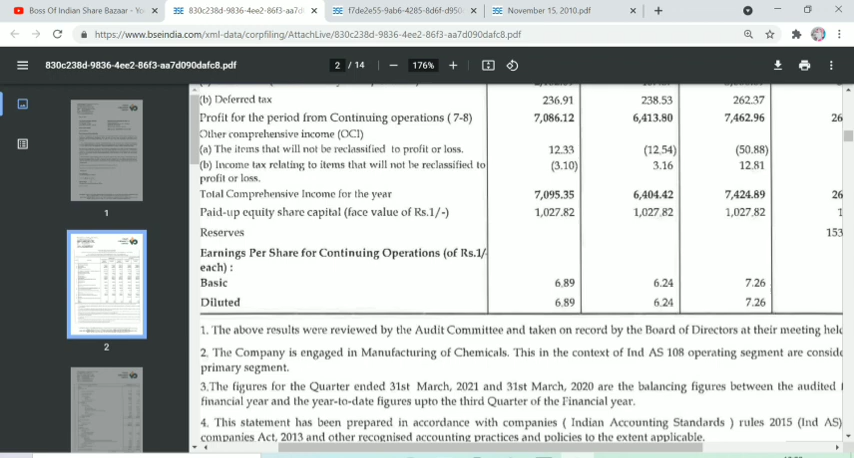 Boss Of Indian Share Bazaar - Yo
830c238d-9836-4ee2-86f3-aa7d
f7de2e55-9ab6-4285-8d6f-d950
November 15, 2010.pdf
https://www.bseindia.com/xml-data/corpfiling/AttachLive/830c238d-9836-4ee2-86f3-aa7d090dafc8.pdf
830c238d-9836-4ee2-86f3-aa7d090dafc8.pdf 2 / 14 — 176% +
(b) Deferred tax 236.91 238.53 262.37
Profit for the period from Continuing operations ( 7-8) 7,086.12 6,413.80 7,462.96 26
Other comprehensive income (OCI)
(a) The items that will not be reclassified to profit or loss. 12.33 (12.54) (50.88)
(b) Income tax relating to items that will not be reclassified to (3.10) 3.16 12.81
profit or loss.
Total Comprehensive Income for the year 7,095.35 6,404.42 7,424.89 26
Paid-up equity share capital (face value of Rs.1/-) 1,027.82 1,027.82 1,027.82 1
Reserves 153
Earnings Per Share for Continuing Operations (of Rs.1/-
each) :
Basic 6.89 6.24 7.26
Diluted 6.89 6.24 7.26
1. The above results were reviewed by the Audit Committee and taken on record by the Board of Directors at their meeting held
2. The Company is engaged in Manufacturing of Chemicals. This in the context of Ind AS 108 operating segment are conside
primary segment.
3.The figures for the Quarter ended 31st March, 2021 and 31st March, 2020 are the balancing figures between the audited f
financial year and the year-to-date figures upto the third Quarter of the Financial year.
4. This statement has been prepared in accordance with companies ( Indian Accounting Standards ) rules 2015 (Ind AS)
companies Act, 2013 and other recognised accounting practices and policies to the extent applicable.
1
2